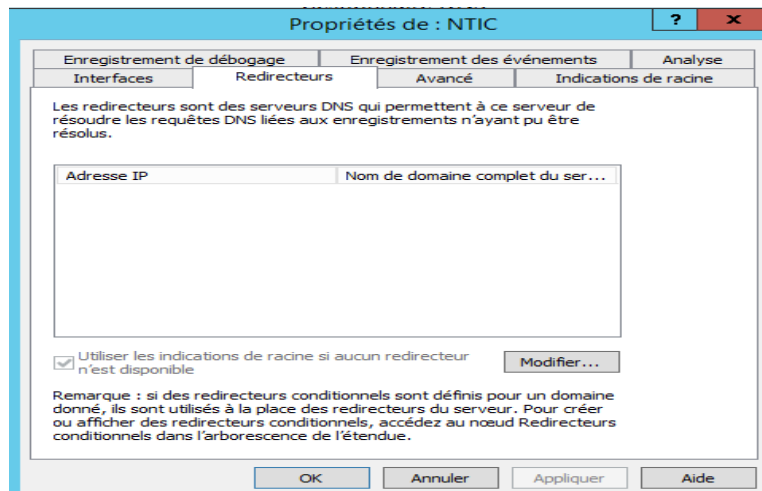 Propriétés de : NTIC
?
x
Enregistrement de débogage
Enregistrement des événements
Analyse
Interfaces
Redirecteurs
Avancé
Indications de racine
Les redirecteurs sont des serveurs DNS qui permettent à ce serveur de
résoudre les requêtes DNS liées aux enregistrements n'ayant pu être
résolus.
Adresse IP
Nom de domaine complet du ser...
Utiliser les indications de racine si aucun redirecteur
n'est disponible
Modifier...
Remarque : si des redirecteurs conditionnels sont définis pour un domaine
donné, ils sont utilisés à la place des redirecteurs du serveur. Pour créer
ou afficher des redirecteurs conditionnels, accédez au nœud Redirecteurs
conditionnels dans l'arborescence de l'étendue.
OK
Annuler
Appliquer
Aide